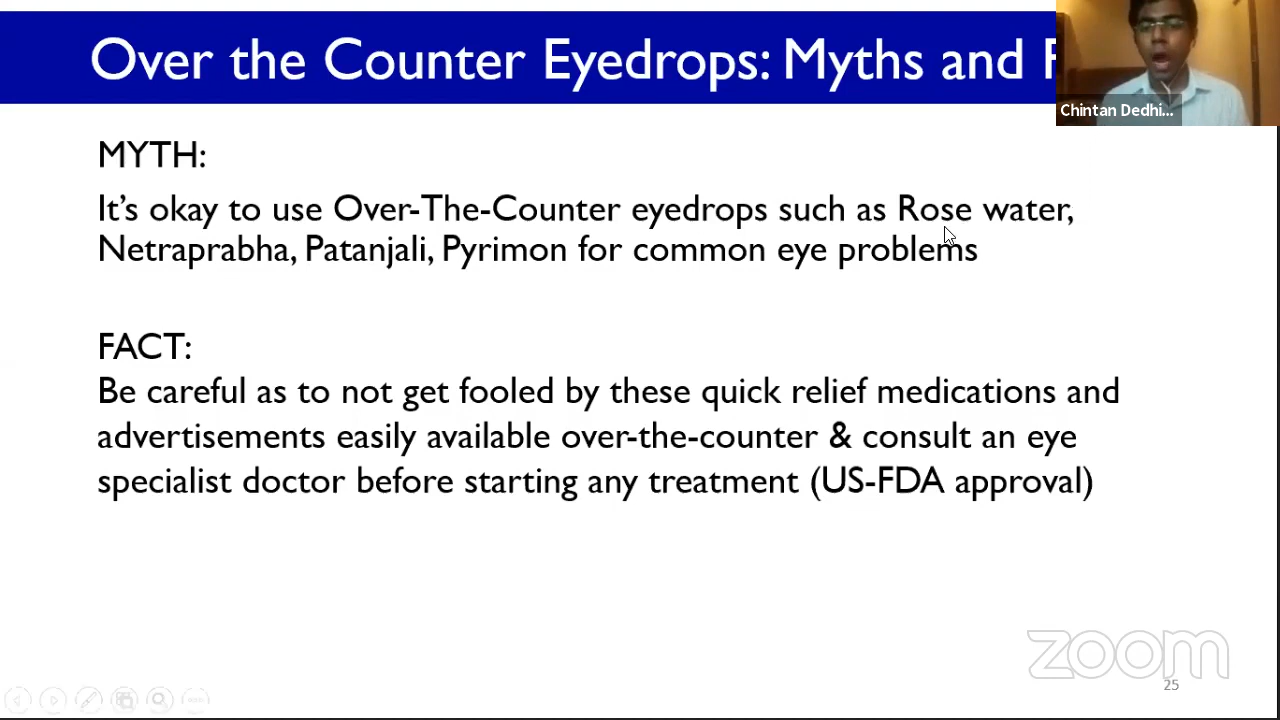 Over the Counter Eyedrops: Myths and F
Chintan Dedhi...
MYTH:
It's okay to use Over-The-Counter eyedrops such as Rose water,
Netraprabha, Patanjali, Pyrimon for common eye problems
FACT:
Be careful as to not get fooled by these quick relief medications and
advertisements easily available over-the-counter & consult an eye
specialist doctor before starting any treatment (US-FDA approval)
zoom
25